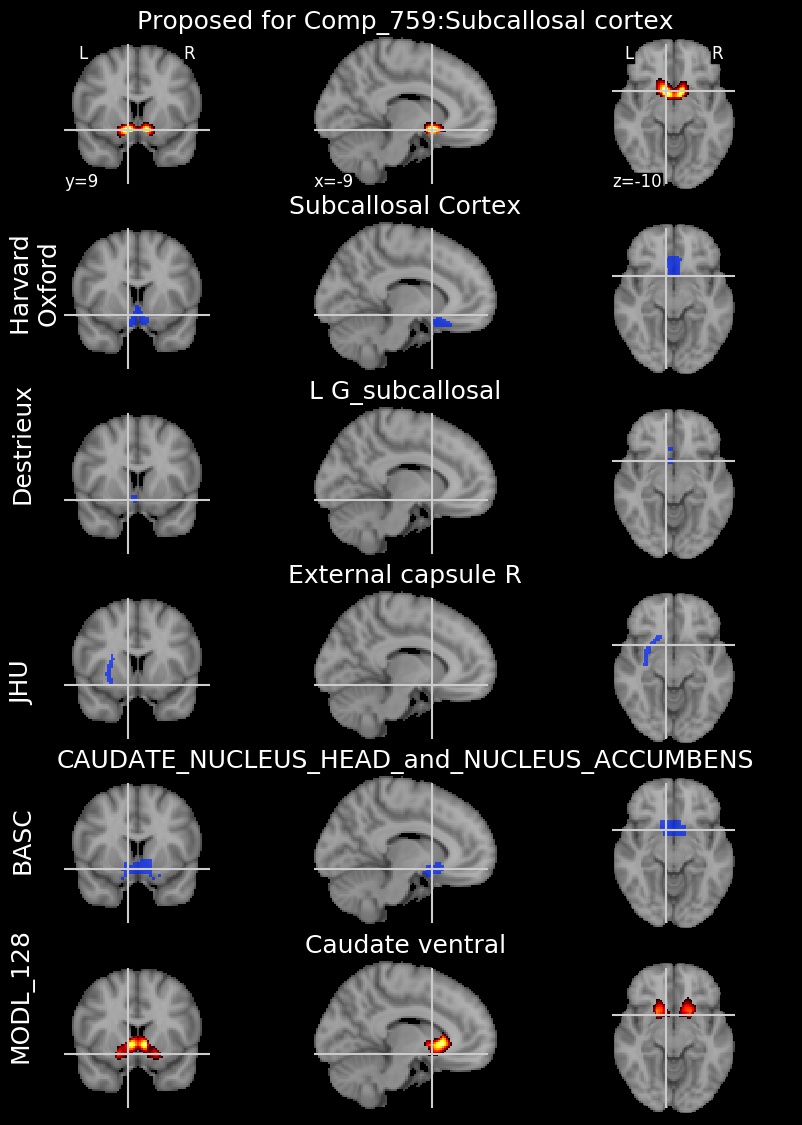 Proposed for Comp_759:Subcallosal cortex
L R L R
y=9 x=-9 z=-10
Subcallosal Cortex
Harvard
Oxford
L G_subcallosal
Destrieux
External capsule R
JHU
CAUDATE_NUCLEUS_HEAD_and_NUCLEUS_ACCUMBENS
BASC
Caudate ventral
MODL_128